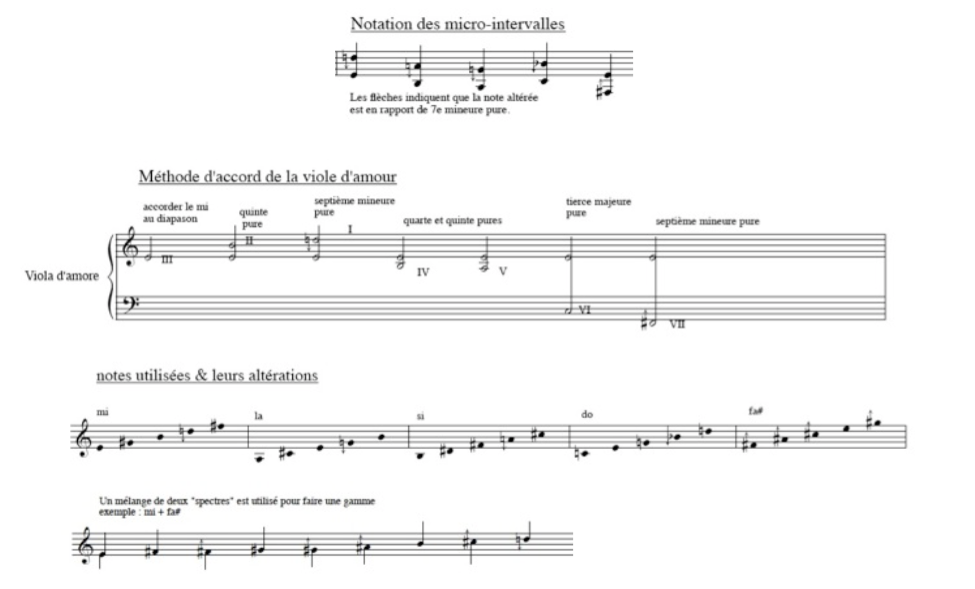 Notation des micro-intervalles
Les flèches indiquent que la note altérée
est en rapport de 7e mineure pure.
Méthode d'accord de la viole d'amour
accorder le mi
au diapason
quinte
pure
septième mineure
pure
quarte et quinte pures
tierce majeure
pure
septième mineure pure
Viola d'amore
III
II
I
IV
V
VI
VII
notes utilisées & leurs altérations
mi
la
si
do
fa#
Un mélange de deux "spectres" est utilisé pour faire une gamme
exemple : mi + fa#